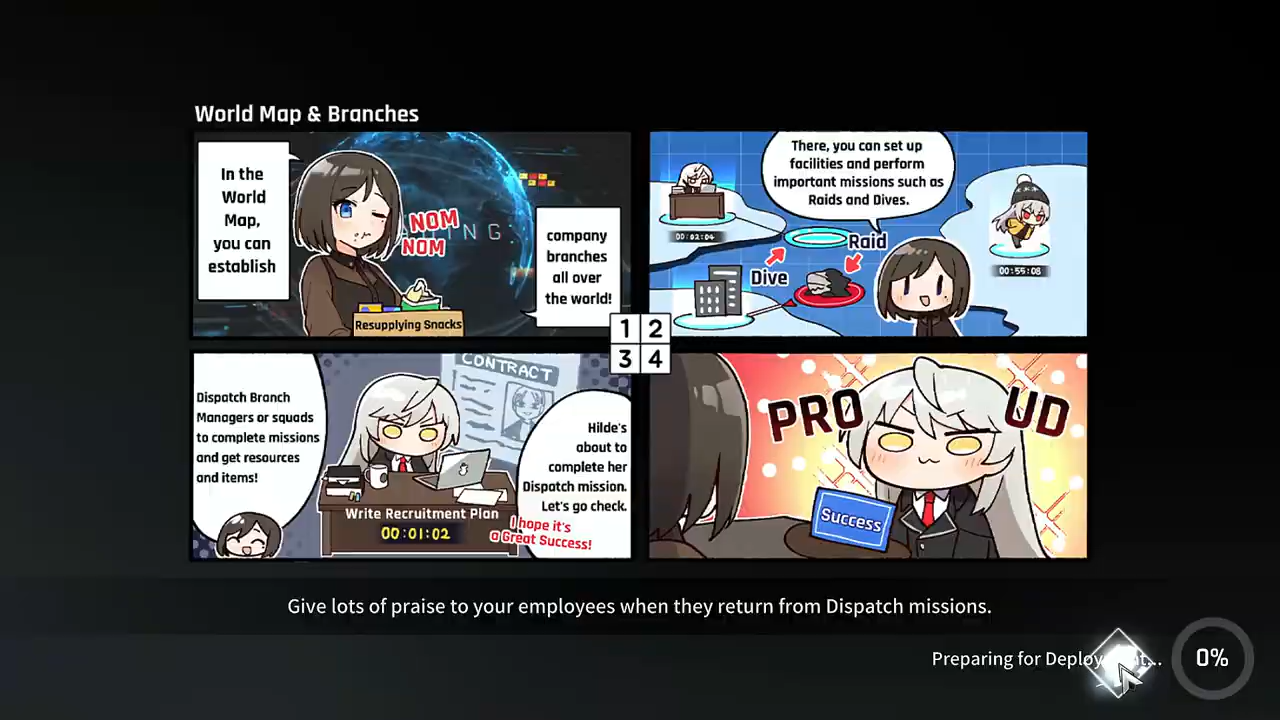 World Map & Branches
In the
World
Map,
you can
establish
NOM
NOM
company
branches
all over
the world!
Resupplying Snacks
There, you can set up
facilities and perform
important missions such as
Raids and Dives.
00:02:04
Raid
Dive
00:55:08
1 2
3 4
Dispatch Branch
Managers or squads
to complete missions
and get resources
and items!
CONTRACT
Hilde's
about to
complete her
Dispatch mission.
Let's go check.
Write Recruitment Plan
00:01:02
I hope it's
a Great Success!
PROUD
Success
Give lots of praise to your employees when they return from Dispatch missions.
Preparing for
0%